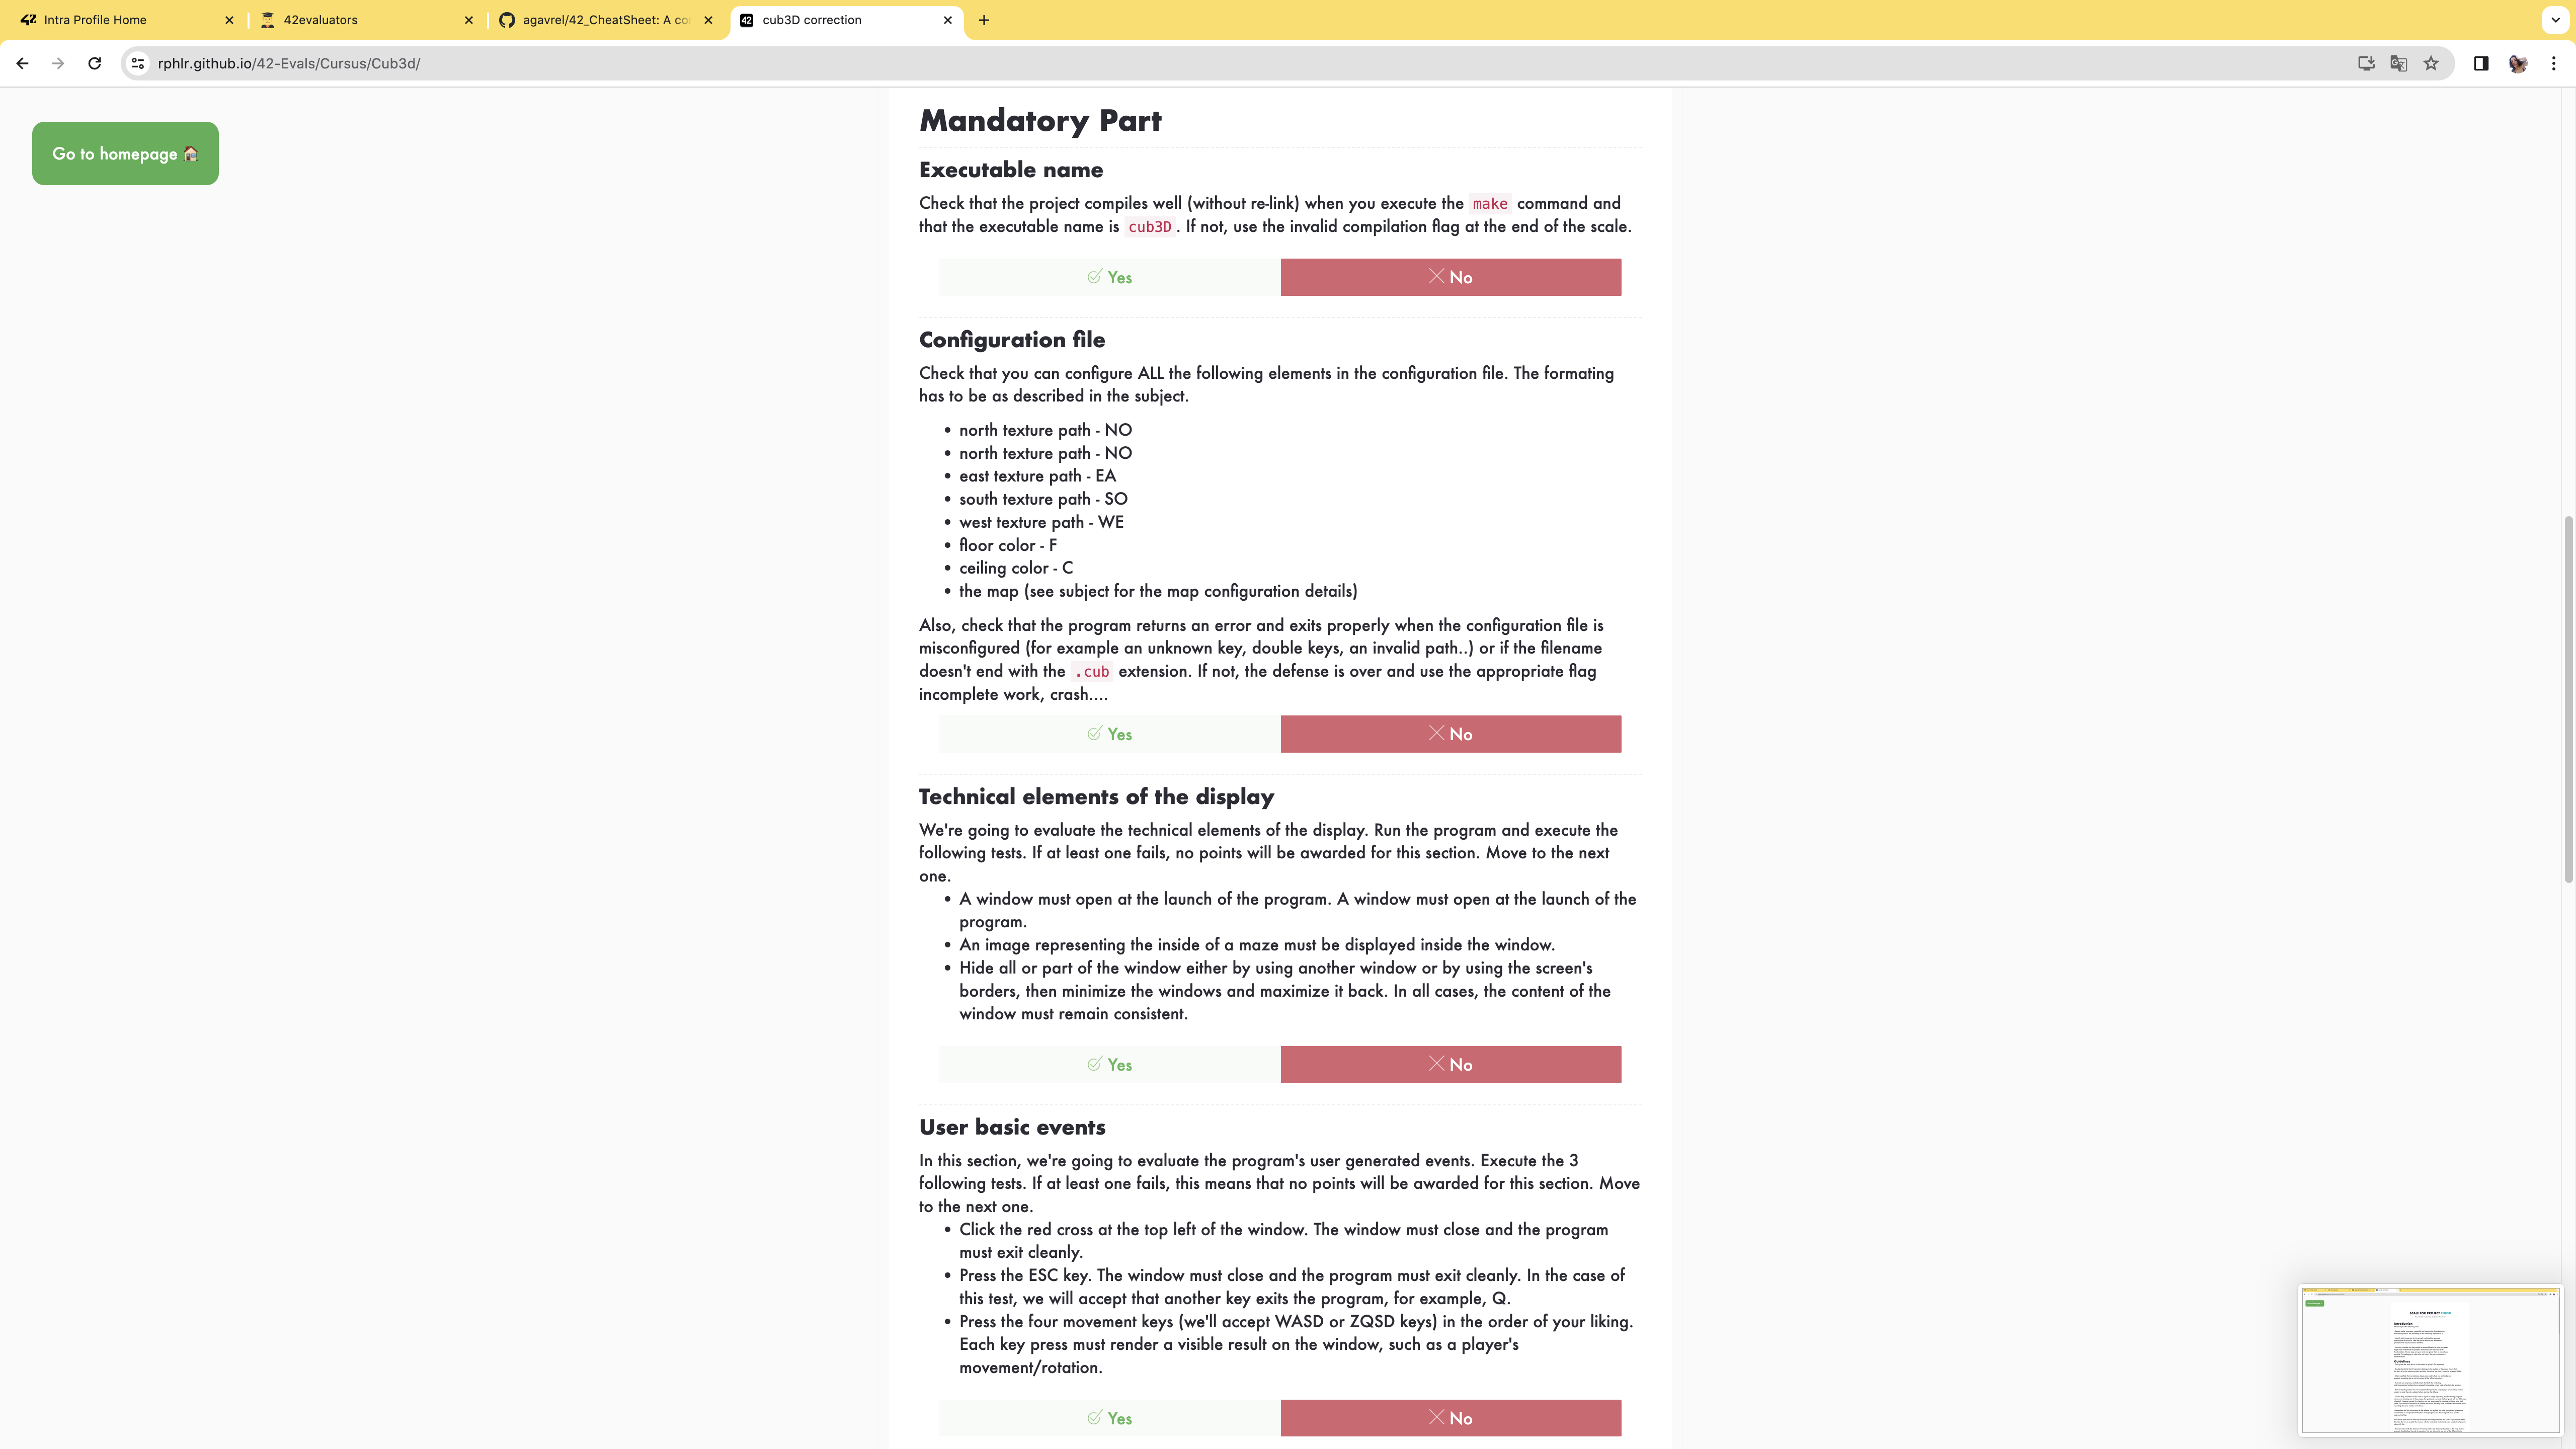 Intra Profile Home
42evaluators
agavrel/42_CheatSheet: A co
cub3D correction
rphlr.github.io/42-Evals/Cursus/Cub3d/
Go to homepage
Mandatory Part
Executable name
Check that the project compiles well (without re-link) when you execute the make command and
that the executable name is cub3D. If not, use the invalid compilation flag at the end of the scale.
Yes
No
Configuration file
Check that you can configure ALL the following elements in the configuration file. The formating
has to be as described in the subject.
• north texture path - NO
• north texture path - NO
• east texture path - EA
• south texture path - SO
• west texture path - WE
• floor color - F
• ceiling color - C
• the map (see subject for the map configuration details)
Also, check that the program returns an error and exits properly when the configuration file is
misconfigured (for example an unknown key, double keys, an invalid path..) or if the filename
doesn't end with the .cub extension. If not, the defense is over and use the appropriate flag
incomplete work, crash....
Yes
No
Technical elements of the display
We're going to evaluate the technical elements of the display. Run the program and execute the
following tests. If at least one fails, no points will be awarded for this section. Move to the next
one.
• A window must open at the launch of the program. A window must open at the launch of the
program.
• An image representing the inside of a maze must be displayed inside the window.
• Hide all or part of the window either by using another window or by using the screen's
borders, then minimize the windows and maximize it back. In all cases, the content of the
window must remain consistent.
Yes
No
User basic events
In this section, we're going to evaluate the program's user generated events. Execute the 3
following tests. If at least one fails, this means that no points will be awarded for this section. Move
to the next one.
• Click the red cross at the top left of the window. The window must close and the program
must exit cleanly.
• Press the ESC key. The window must close and the program must exit cleanly. In the case of
this test, we will accept that another key exits the program, for example, Q.
• Press the four movement keys (we'll accept WASD or ZQSD keys) in the order of your liking.
Each key press must render a visible result on the window, such as a player's
movement/rotation.
Yes
No